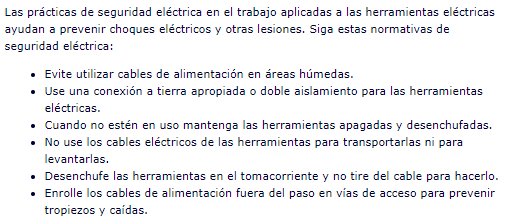 Las prácticas de seguridad eléctrica en el trabajo aplicadas a las herramientas eléctricas
ayudan a prevenir choques eléctricos y otras lesiones. Siga estas normativas de
seguridad eléctrica:
• Evite utilizar cables de alimentación en áreas húmedas.
• Use una conexión a tierra apropiada o doble aislamiento para las herramientas
eléctricas.
• Cuando no estén en uso mantenga las herramientas apagadas y desenchufadas.
• No use los cables eléctricos de las herramientas para transportarlas ni para
levantarlas.
• Desenchufe las herramientas en el tomacorriente y no tire del cable para hacerlo.
• Enrolle los cables de alimentación fuera del paso en vías de acceso para prevenir
tropiezos y caídas.